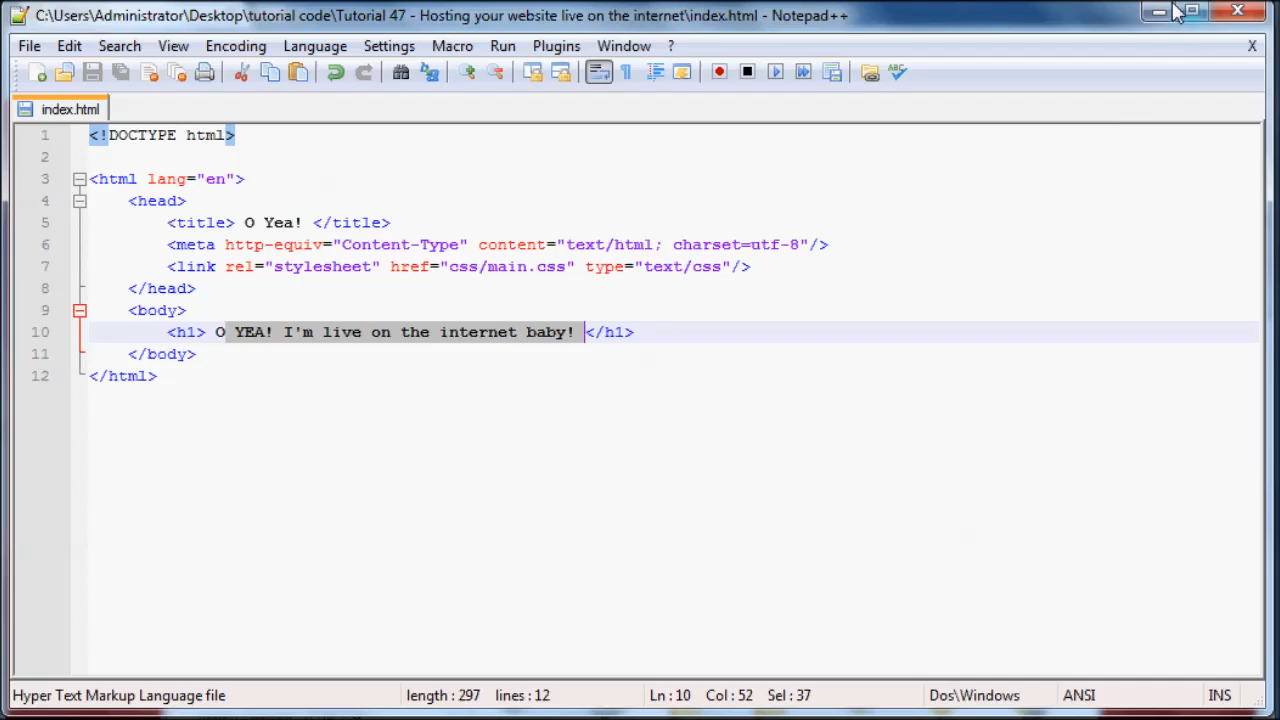 C:\Users\Administrator\Desktop\tutorial code\Tutorial 47 - Hosting your website live on the internet\index.html - Notepad++
File Edit Search View Encoding Language Settings Macro Run Plugins Window ? X
index.html
1 <!DOCTYPE html>
2
3 <html lang="en">
4 <head>
5 <title> O Yea! </title>
6 <meta http-equiv="Content-Type" content="text/html; charset=utf-8"/>
7 <link rel="stylesheet" href="css/main.css" type="text/css"/>
8 </head>
9 <body>
10 <h1> O YEA! I'm live on the internet baby! </h1>
11 </body>
12 </html>
Hyper Text Markup Language file length : 297 lines : 12 Ln : 10 Col : 52 Sel : 37 Dos\Windows ANSI INS